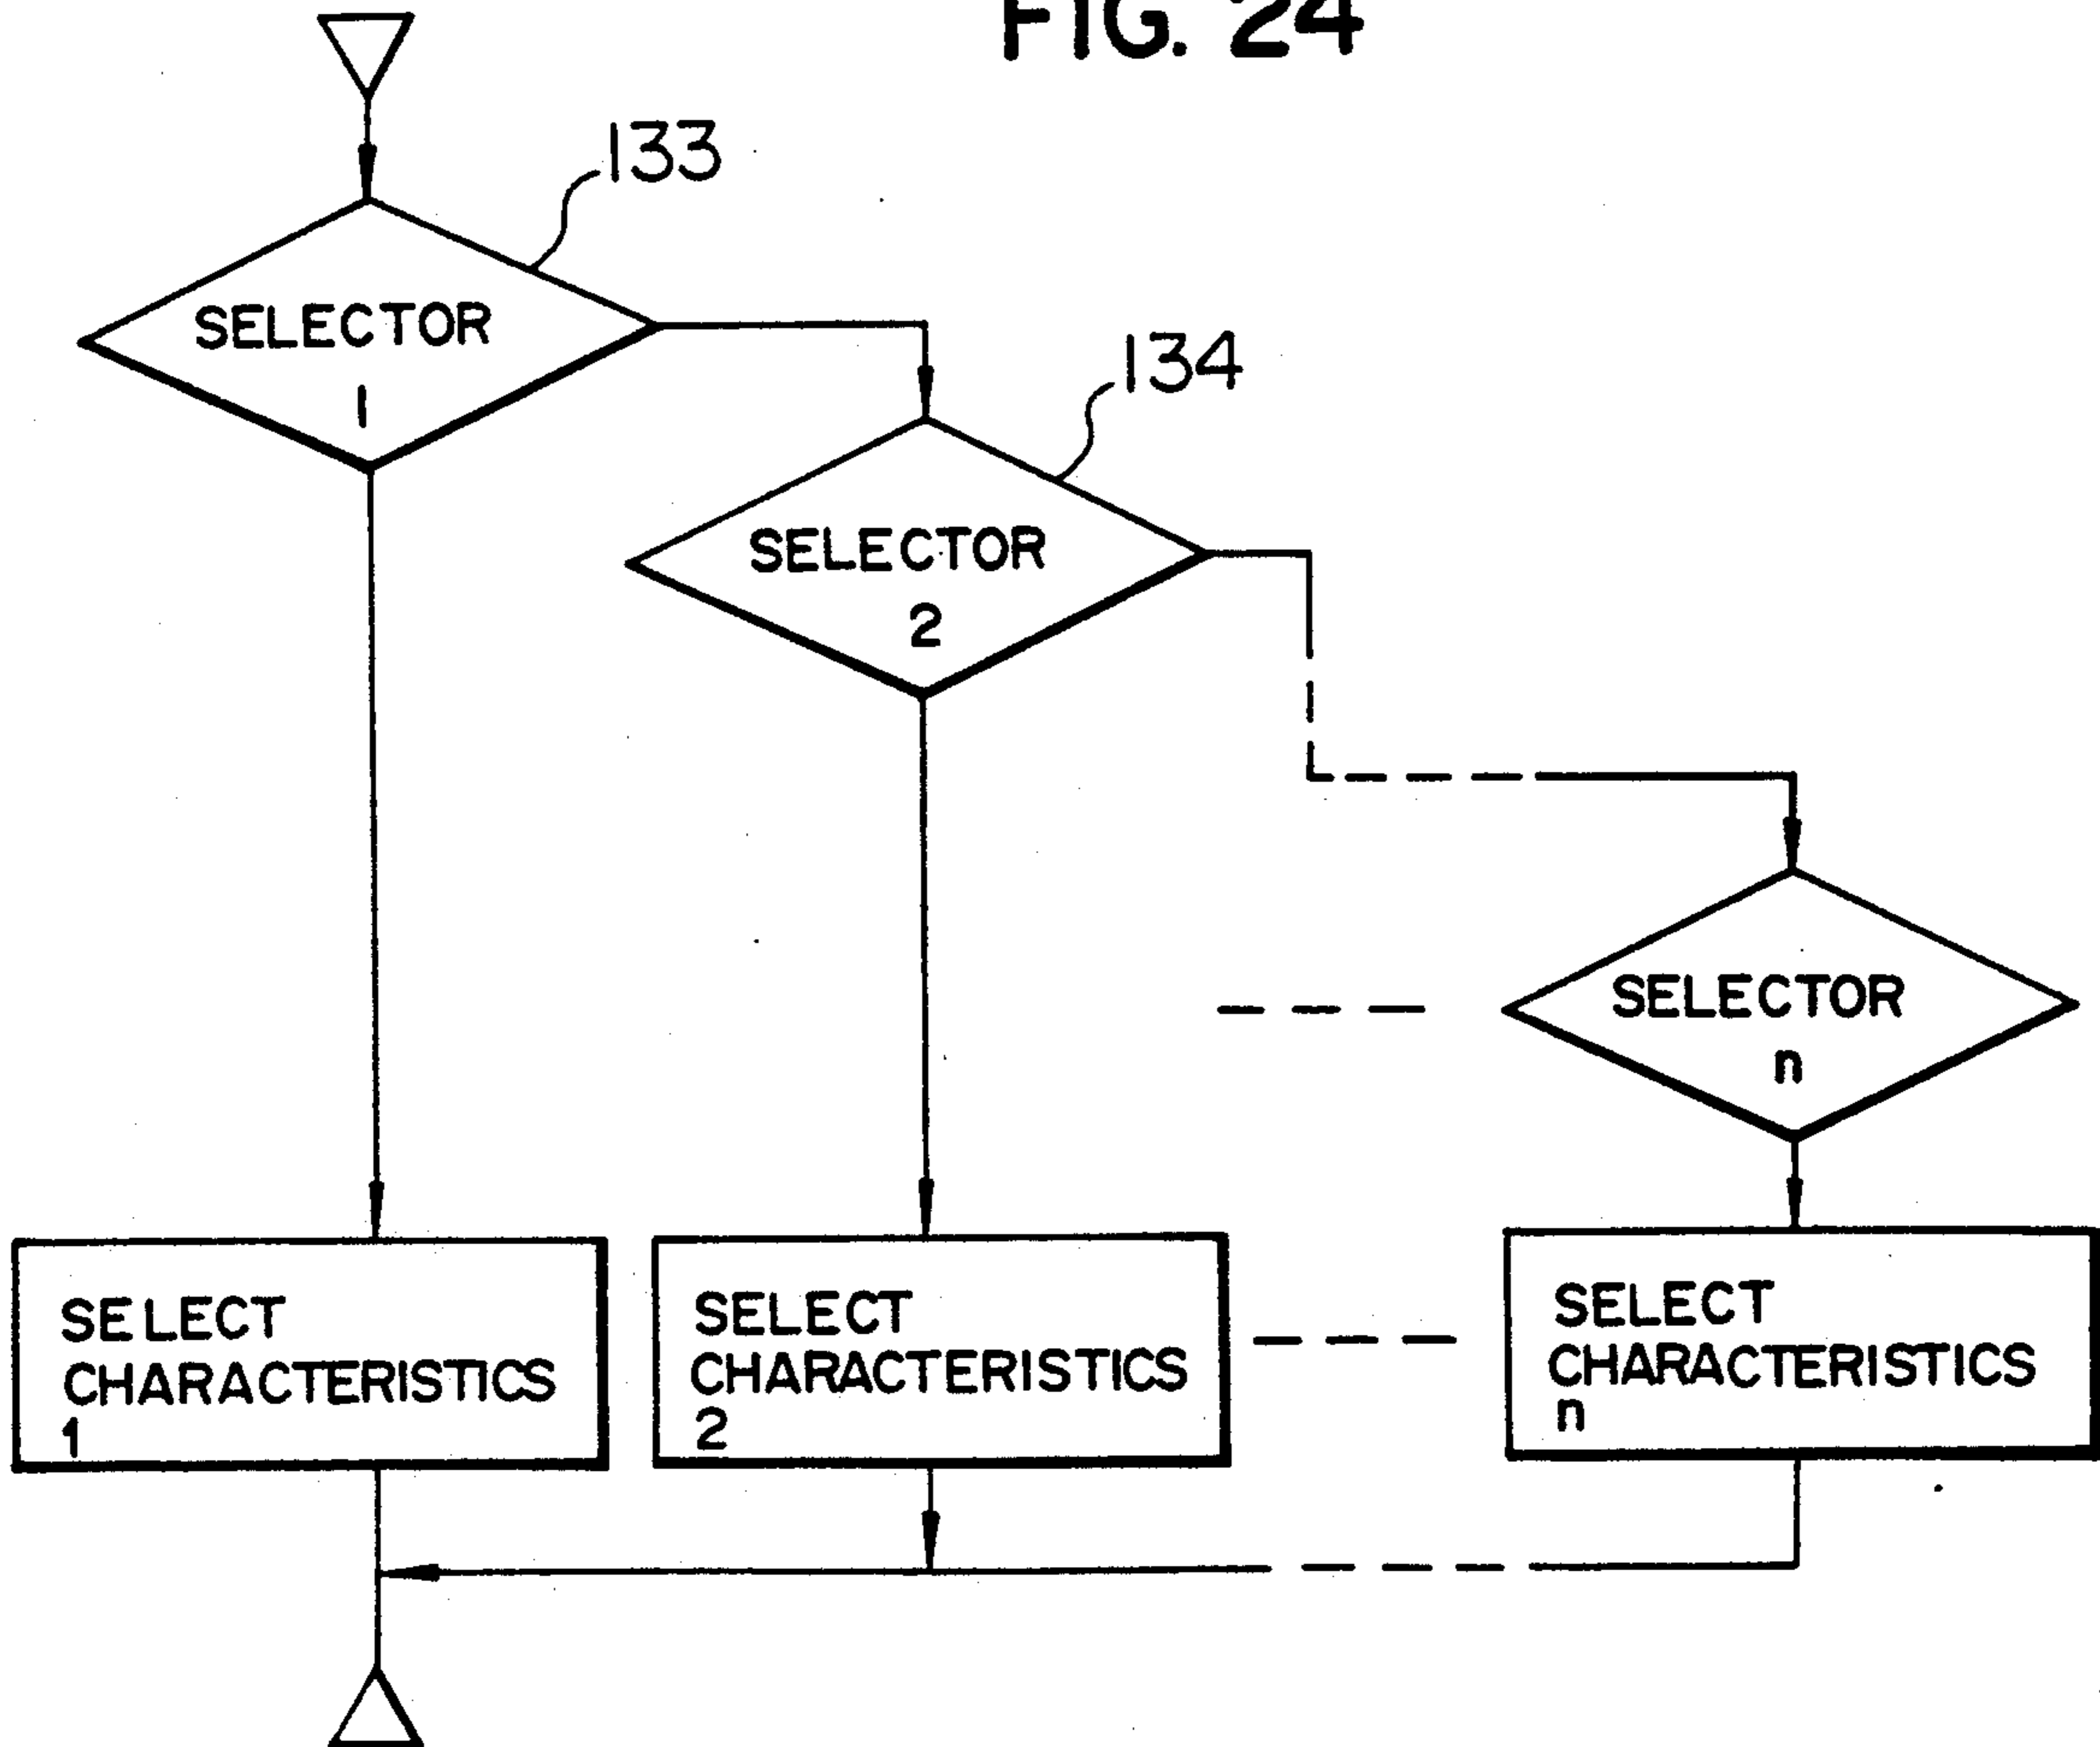 FIG. 24
133
SELECTOR
1
134
SELECTOR
2
SELECTOR
n
SELECT
CHARACTERISTICS
1
SELECT
CHARACTERISTICS
2
SELECT
CHARACTERISTICS
n